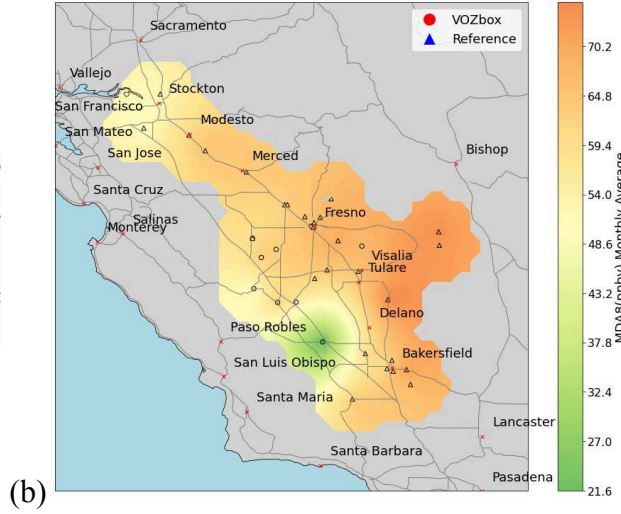 VOZbox
Reference
Sacramento
Vallejo
Stockton
San Francisco
Modesto
San Mateo
San Jose
Merced
Bishop
Santa Cruz
Salinas
Monterey
Fresno
Visalia
Tulare
Delano
Paso Robles
Bakersfield
San Luis Obispo
Santa Maria
Lancaster
Santa Barbara
Pasadena
(b)
70.2
64.8
59.4
54.0
48.6
43.2
37.8
32.4
27.0
21.6
MDA8(ppbv) Monthly Average